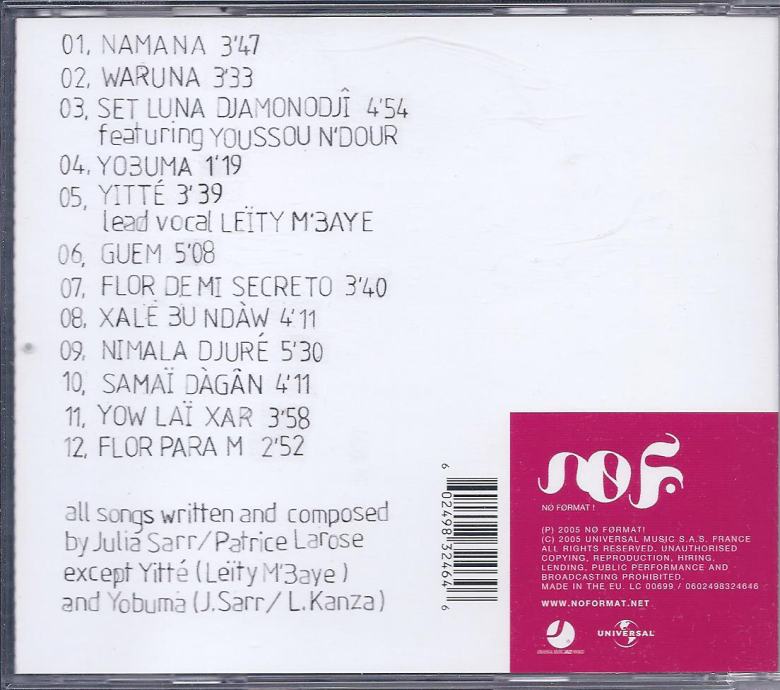 01, NAMANA 3'47
02, WARUNA 3'33
03, SET LUNA DJAMONODJÎ 4'54
featuring YOUSSOU N'DOUR
04, YOBUMA 1'19
05, YITTÉ 3'39
lead vocal LEÏTY M'BAYE
06, GUEM 5'08
07, FLOR DE MI SECRETO 3'40
08, XALÉ BU NDÀW 4'11
09, NIMALA DJURÉ 5'30
10, SAMAÏ DÀGÂN 4'11
11, YOW LAÏ XAR 3'58
12, FLOR PARA M 2'52
all songs written and composed
by Julia Sarr/Patrice Larose
except Yitté (Leïty M'Baye)
and Yobuma (J.Sarr/L.Kanza)
6 02498 32464 6
NØF.
NØ FØRMAT !
(P) 2005 NØ FØRMAT!
(C) 2005 UNIVERSAL MUSIC S.A.S. FRANCE
ALL RIGHTS RESERVED. UNAUTHORISED
COPYING, REPRODUCTION, HIRING,
LENDING, PUBLIC PERFORMANCE AND
BROADCASTING PROHIBITED.
MADE IN THE EU. LC 00699 / 0602498324646
WWW.NOFORMAT.NET
UNIVERSAL